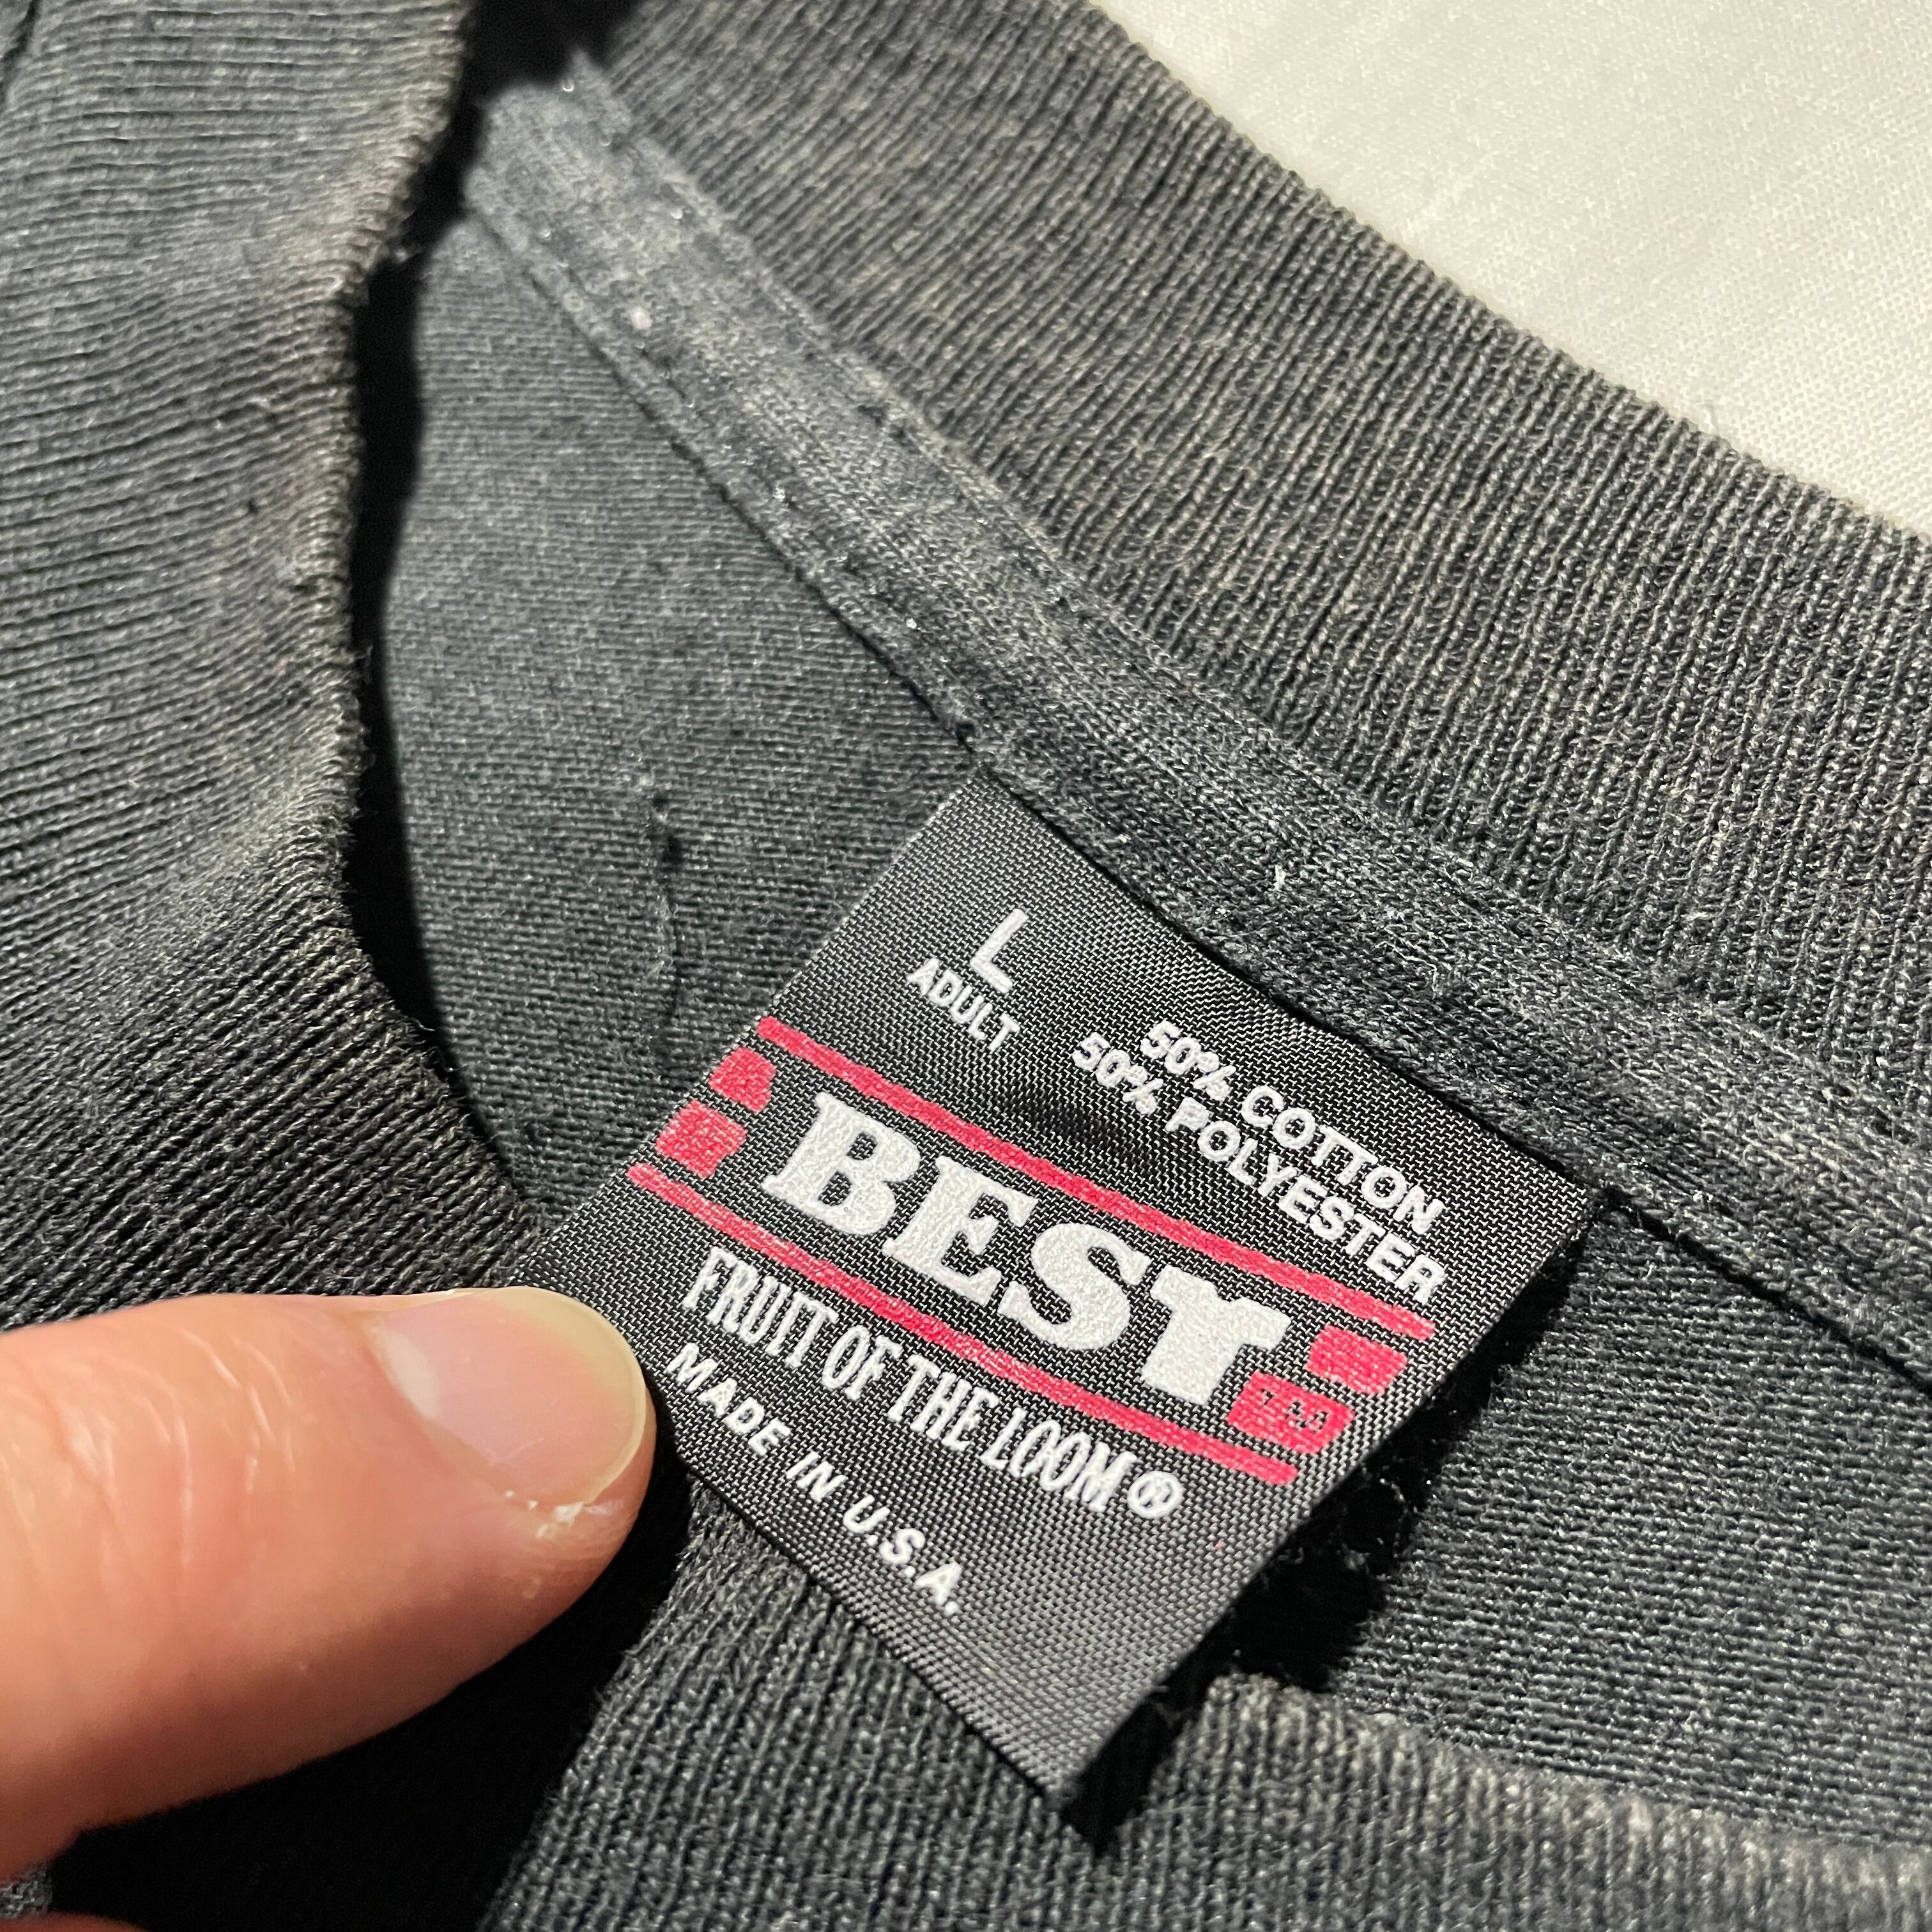 L
ADULT
50% COTTON
50% POLYESTER
BEST
TM
FRUIT OF THE LOOM®
MADE IN U.S.A.